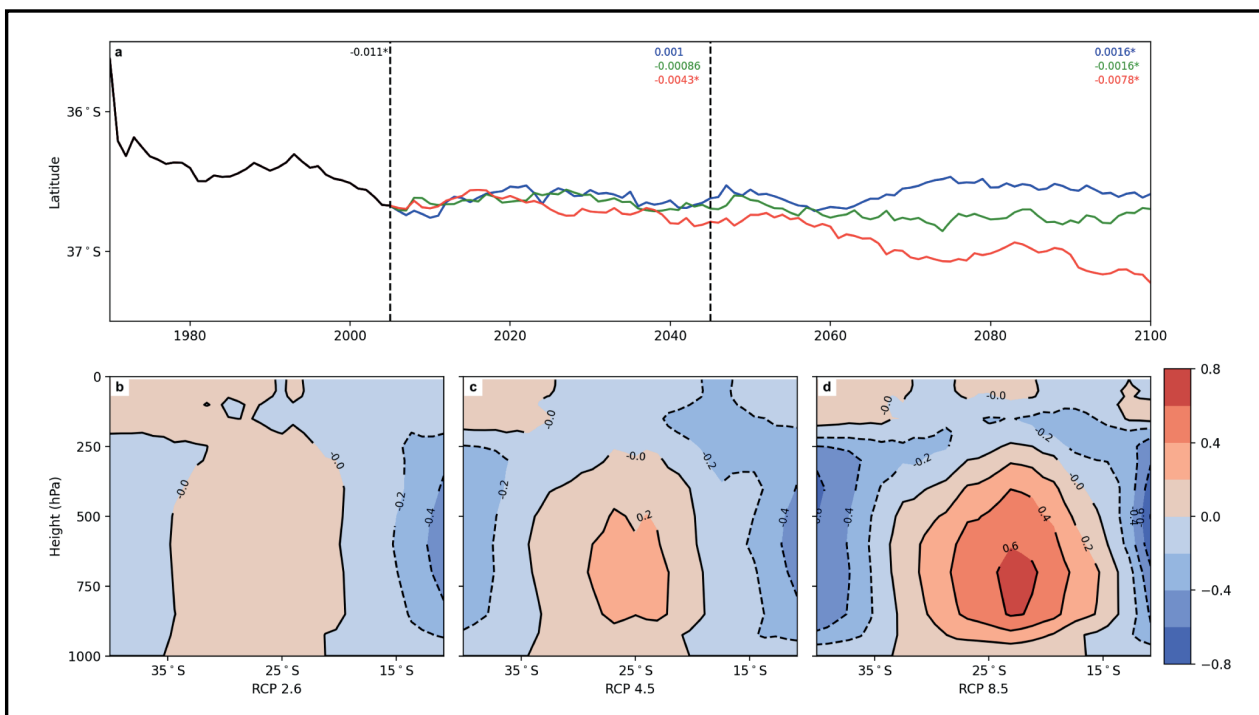 a
-0.011*
0.001
-0.00086
-0.0043*
0.0016*
-0.0016*
-0.0078*
36°S
37°S
Latitude
1980
2000
2020
2040
2060
2080
2100
b
c
d
0
250
500
750
1000
Height (hPa)
-0.0
-0.0
-0.2
-0.4
-0.0
-0.2
-0.0
0.2
-0.2
-0.4
-0.0
-0.0
-0.2
-0.2
-0.0
-0.4
0.4
0.2
0.6
0.8
0.4
0.0
−0.4
−0.8
35°S
25°S
15°S
35°S
25°S
15°S
35°S
25°S
15°S
RCP 2.6
RCP 4.5
RCP 8.5